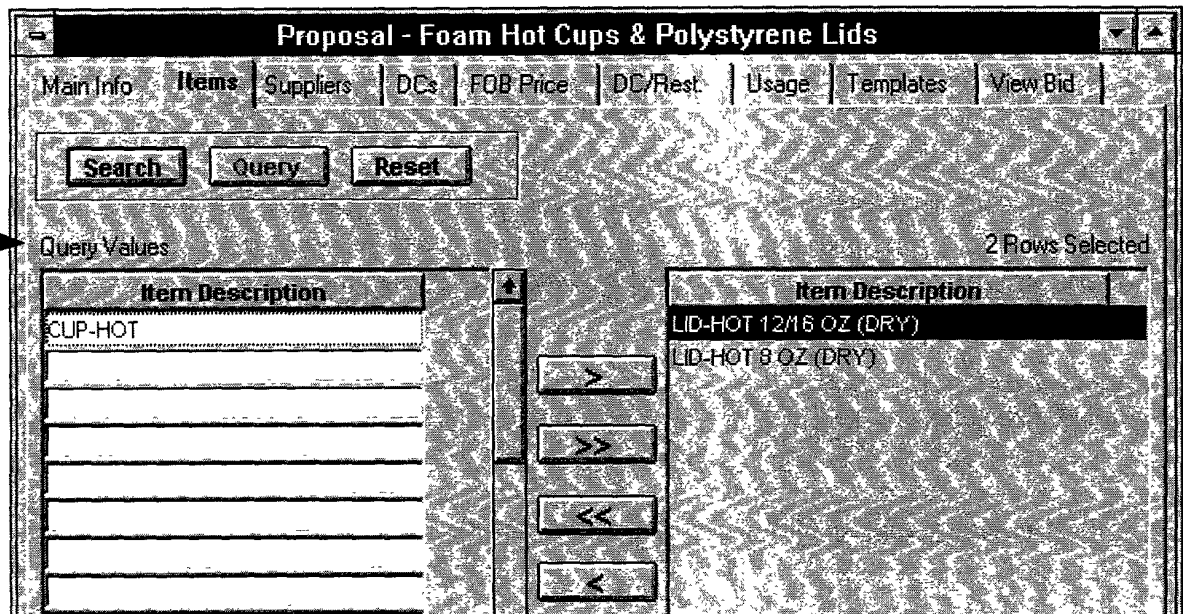 Proposal - Foam Hot Cups & Polystyrene Lids
Main Info Items Suppliers DCs FOB Price DC/Rest. Usage Templates View Bid
Search Query Reset
Query Values 2 Rows Selected
Item Description Item Description
CUP-HOT LID-HOT 12/16 OZ (DRY)
LID-HOT 8 OZ (DRY)
>
>>
<<
<